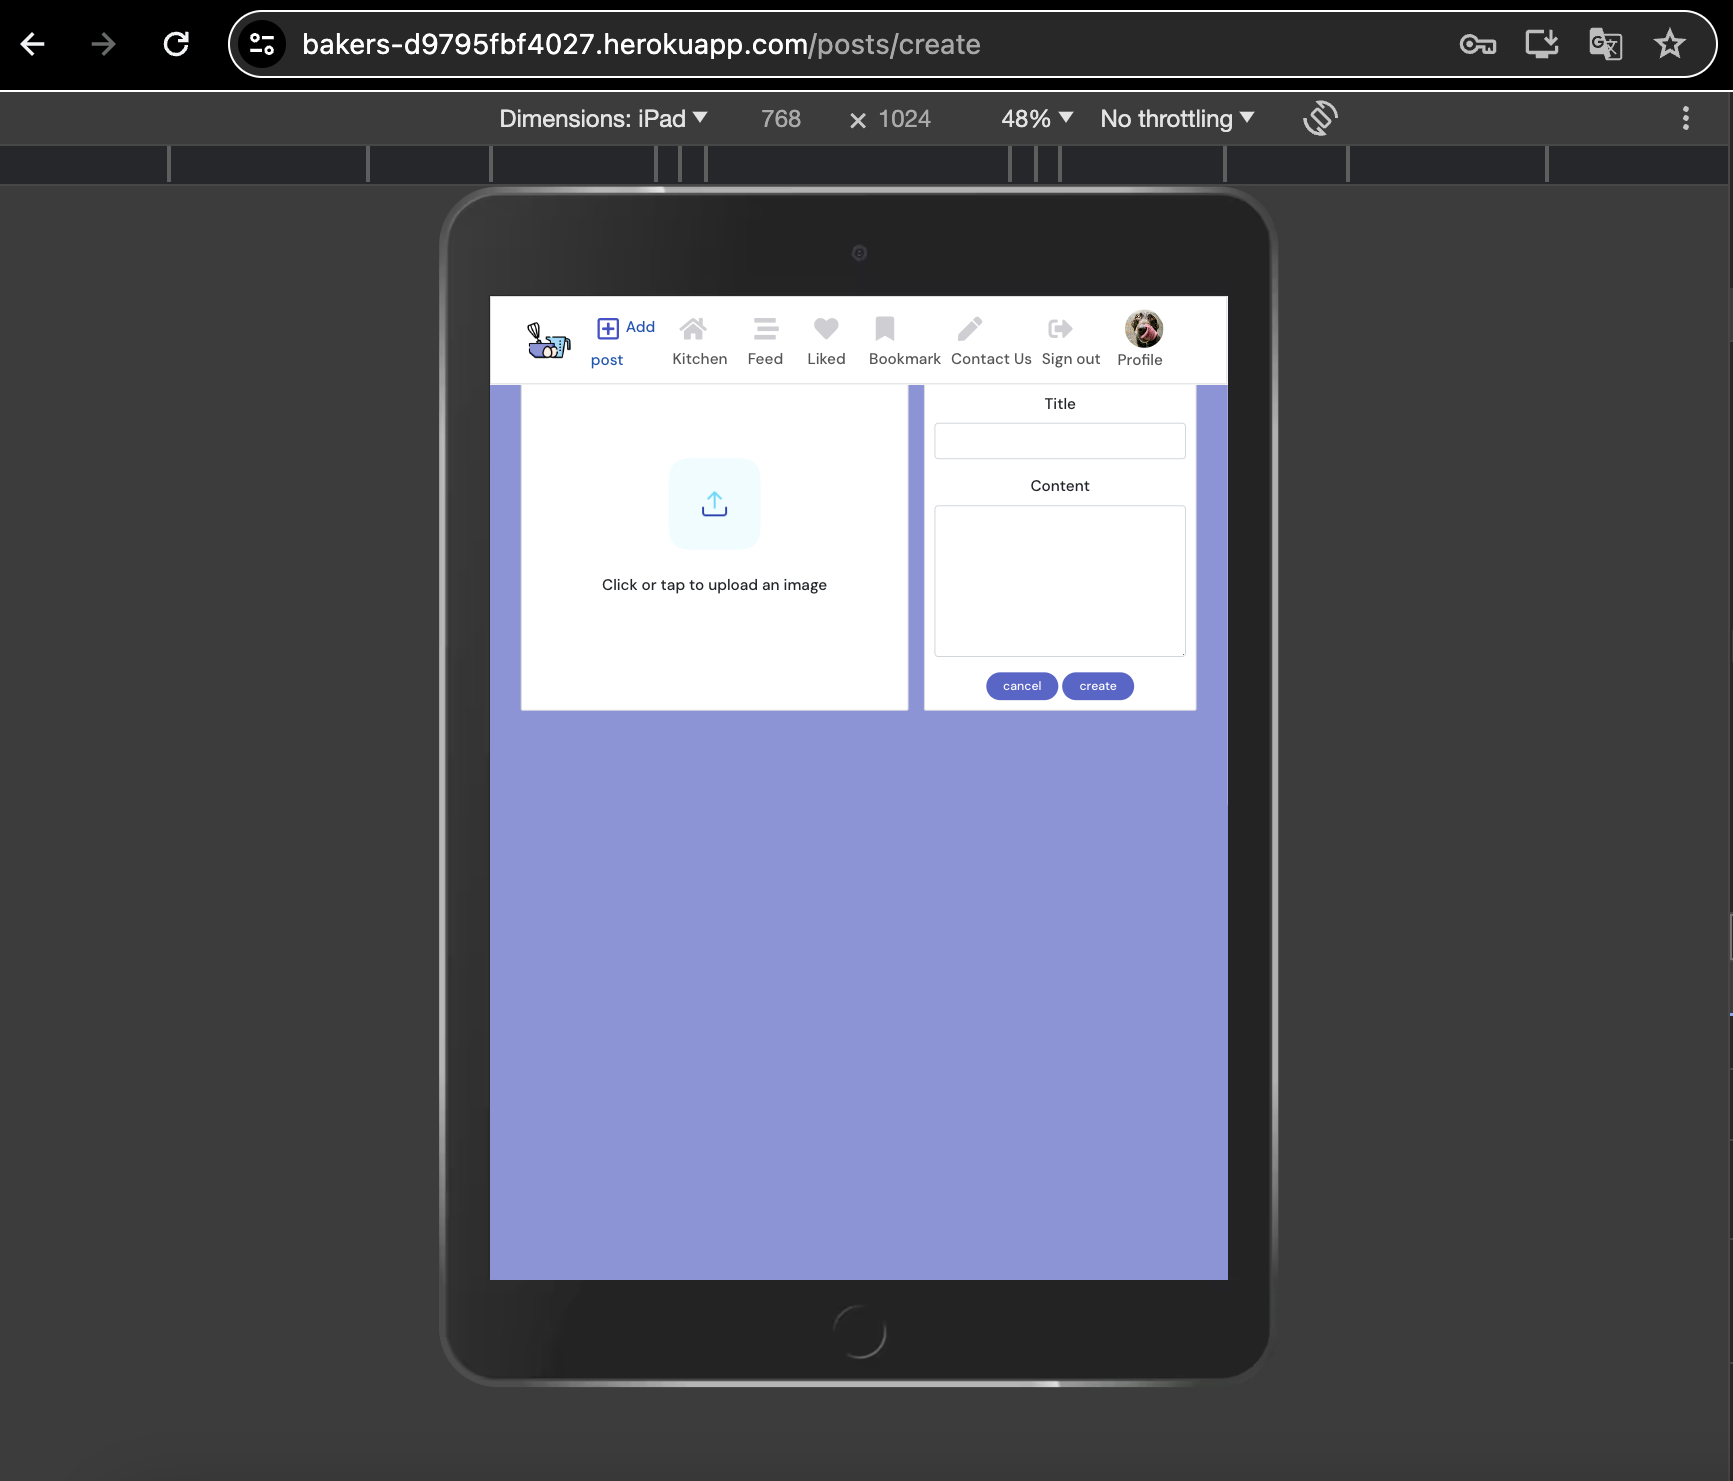 bakers-d9795fbf4027.herokuapp.com/posts/create
Dimensions: iPad 768 × 1024 48% No throttling
Add
post
Kitchen Feed Liked Bookmark Contact Us Sign out Profile
Title
Content
Click or tap to upload an image
cancel create